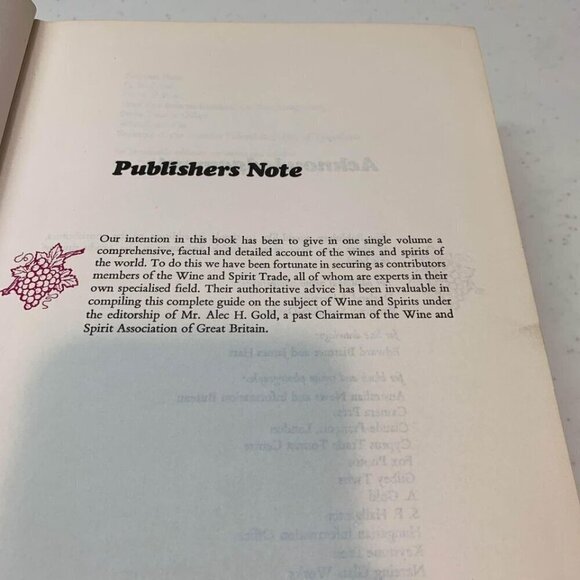 Publishers Note
Our intention in this book has been to give in one single volume a
comprehensive, factual and detailed account of the wines and spirits of
the world. To do this we have been fortunate in securing as contributors
members of the Wine and Spirit Trade, all of whom are experts in their
own specialised field. Their authoritative advice has been invaluable in
compiling this complete guide on the subject of Wine and Spirits under
the editorship of Mr. Alec H. Gold, a past Chairman of the Wine and
Spirit Association of Great Britain.